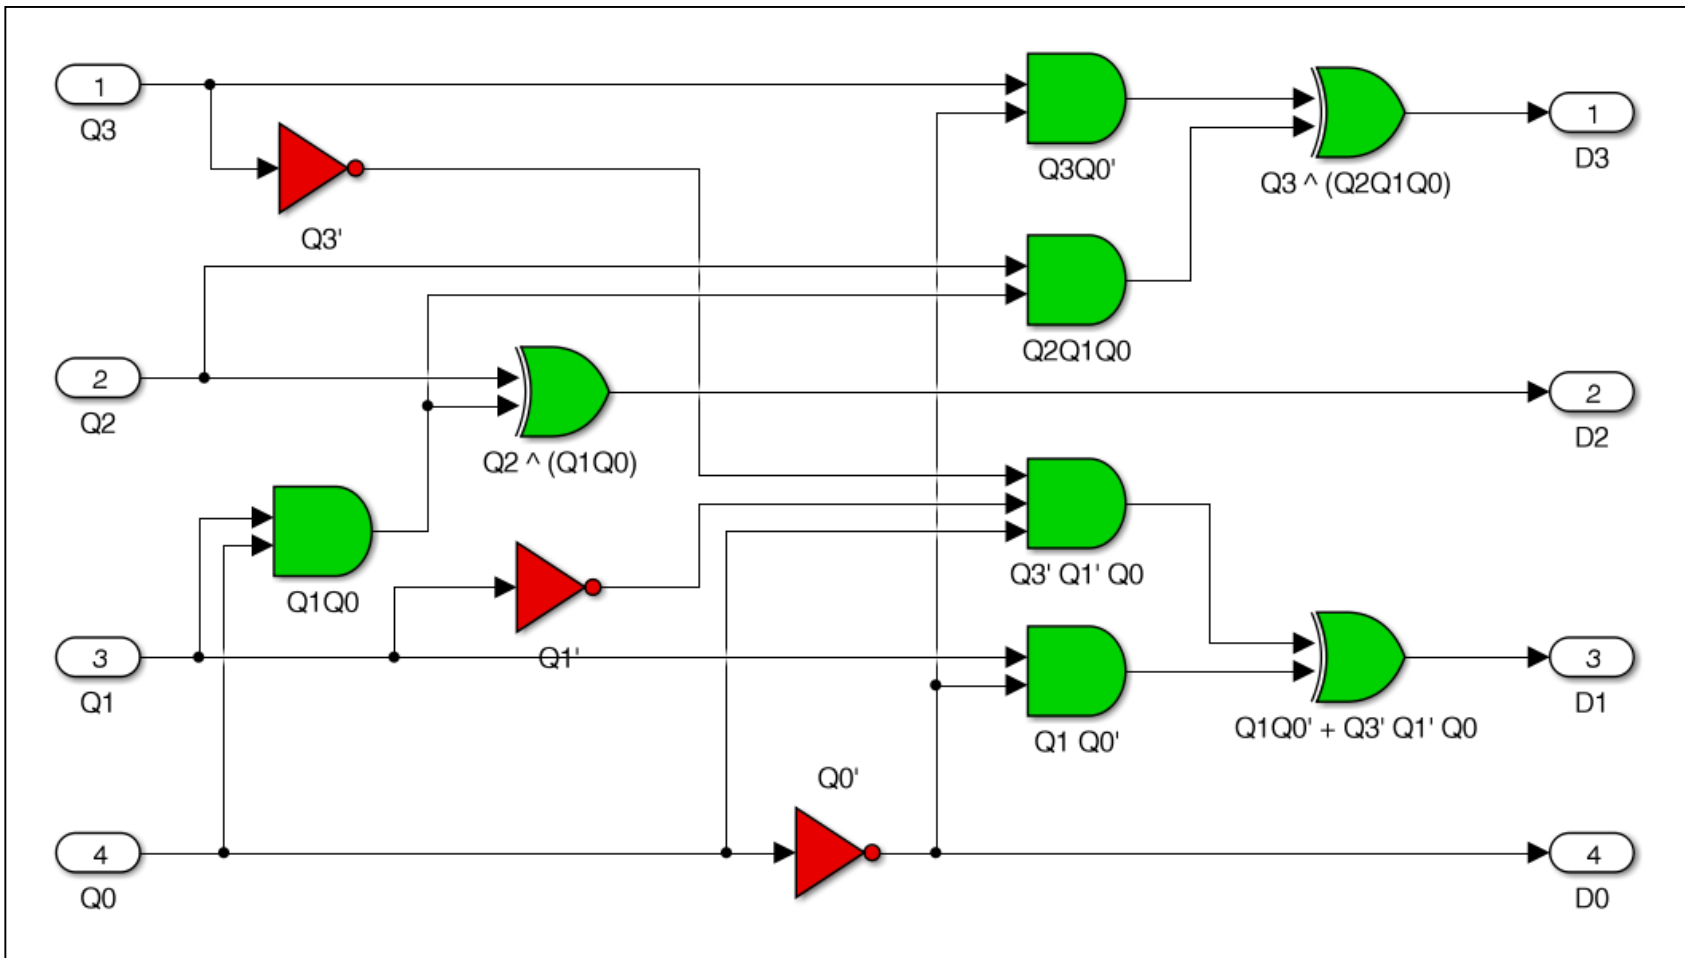 1
Q3
Q3'
Q3Q0'
Q3 ^ (Q2Q1Q0)
1
D3
2
Q2
Q2 ^ (Q1Q0)
Q2Q1Q0
2
D2
Q1Q0
Q3' Q1' Q0
3
Q1
Q1'
Q1 Q0'
Q1Q0' + Q3' Q1' Q0
3
D1
4
Q0
Q0'
4
D0